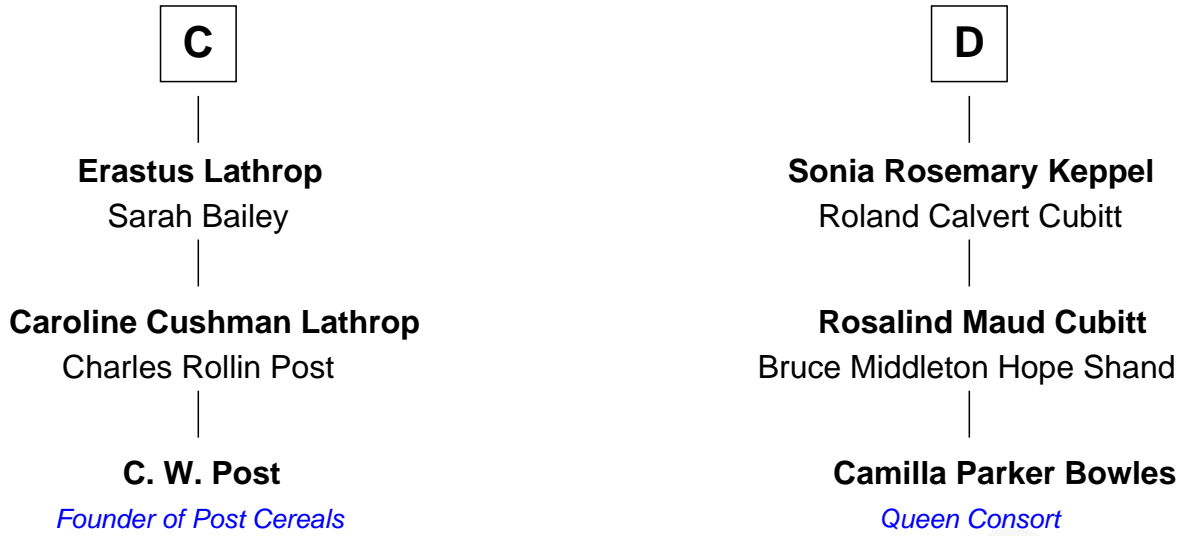 C
D
Erastus Lathrop
Sarah Bailey
Sonia Rosemary Keppel
Roland Calvert Cubitt
Caroline Cushman Lathrop
Charles Rollin Post
Rosalind Maud Cubitt
Bruce Middleton Hope Shand
C. W. Post
Founder of Post Cereals
Camilla Parker Bowles
Queen Consort